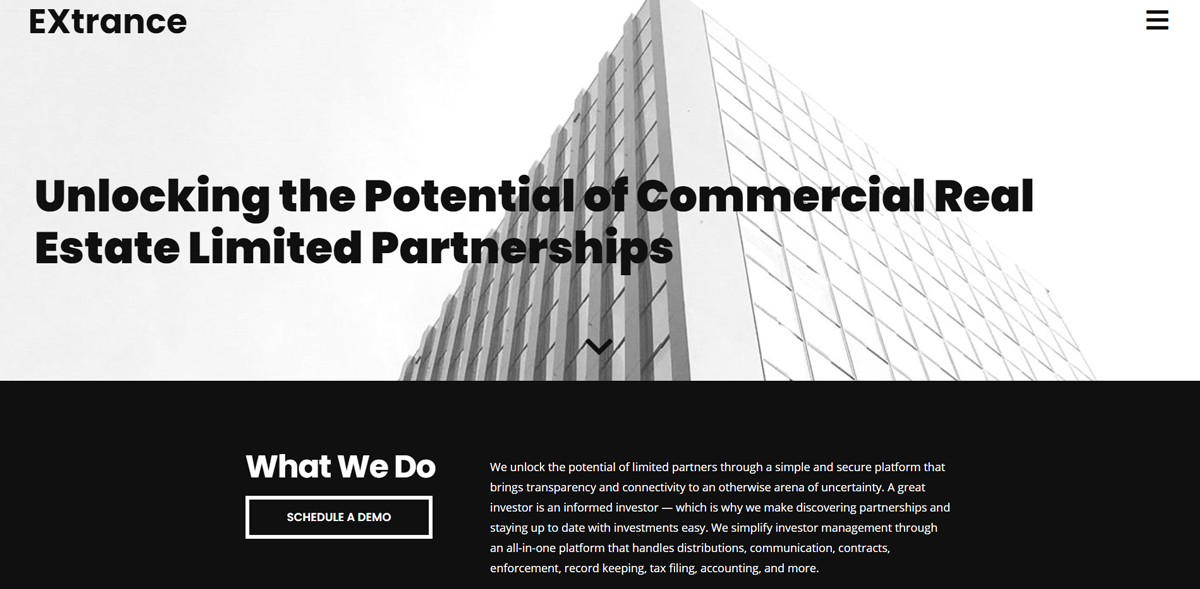 EXtrance
Unlocking the Potential of Commercial Real
Estate Limited Partnerships
What We Do
SCHEDULE A DEMO
We unlock the potential of limited partners through a simple and secure platform that
brings transparency and connectivity to an otherwise arena of uncertainty. A great
investor is an informed investor — which is why we make discovering partnerships and
staying up to date with investments easy. We simplify investor management through
an all-in-one platform that handles distributions, communication, contracts,
enforcement, record keeping, tax filing, accounting, and more.